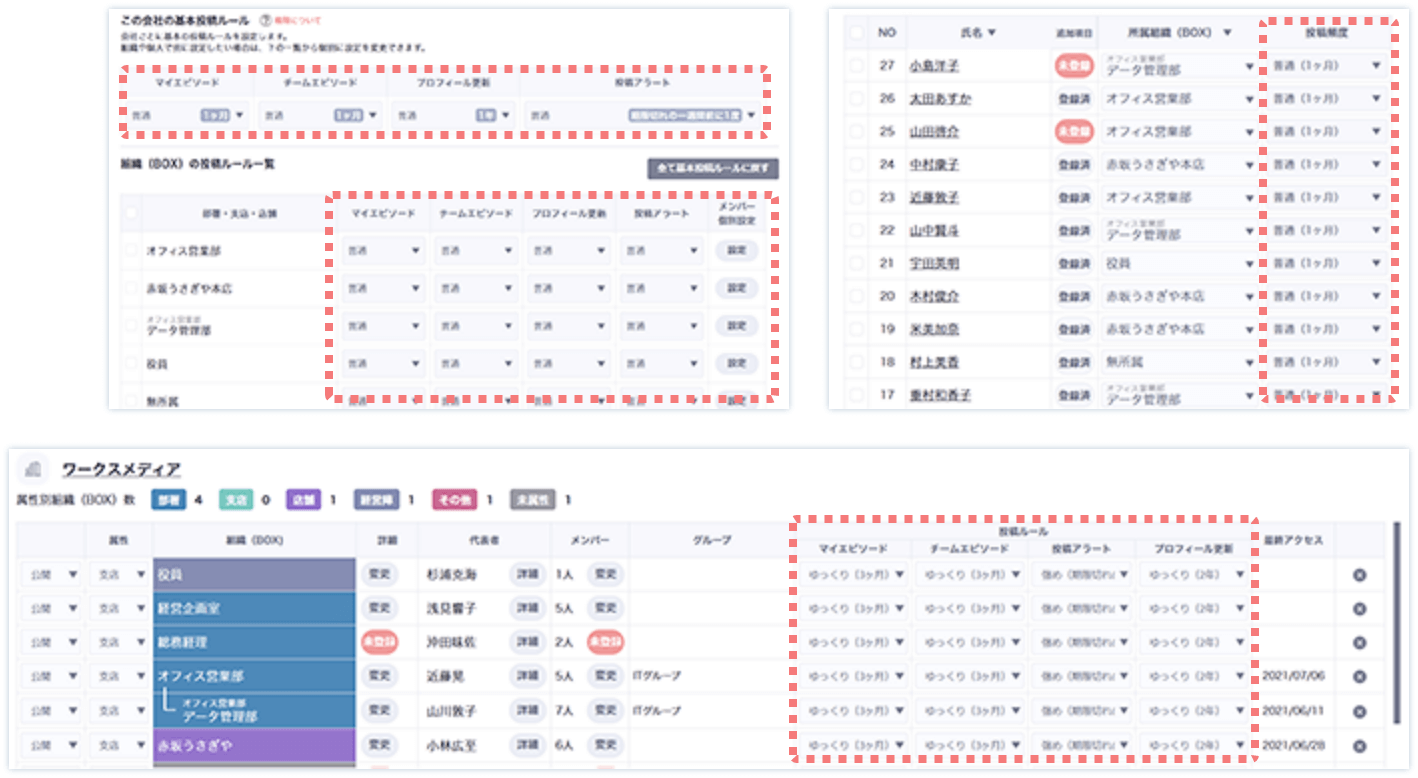 この会社の基本投稿ルール ? 権限について
会社ごとに基本の投稿ルールを設定します。
組織や個人で別に設定したい場合は、下の一覧から個別に設定を変更できます。
マイエピソード チームエピソード プロフィール更新 投稿アラート
普通 1ヶ月 ▼ 普通 1ヶ月 ▼ 普通 1年 ▼ 普通 期限切れの一週間前に1度 ▼
組織（BOX）の投稿ルール一覧 全て基本投稿ルールに戻す
部署・支店・店舗 マイエピソード チームエピソード プロフィール更新 投稿アラート メンバー個別設定
オフィス営業部 普通 ▼ 普通 ▼ 普通 ▼ 普通 ▼ 設定
赤坂うさぎや本店 普通 ▼ 普通 ▼ 普通 ▼ 普通 ▼ 設定
オフィス営業部
データ管理部 普通 ▼ 普通 ▼ 普通 ▼ 普通 ▼ 設定
役員 普通 ▼ 普通 ▼ 普通 ▼ 普通 ▼ 設定
無所属 普通 ▼ 普通 ▼ 普通 ▼ 普通 ▼ 設定
NO 氏名 ▼ 追加項目 所属組織（BOX） ▼ 投稿頻度
27 小島洋子 未登録 オフィス営業部 データ管理部 ▼ 普通（1ヶ月） ▼
26 太田あすか 登録済 オフィス営業部 ▼ 普通（1ヶ月） ▼
25 山田啓介 未登録 オフィス営業部 ▼ 普通（1ヶ月） ▼
24 中村康子 登録済 赤坂うさぎや本店 ▼ 普通（1ヶ月） ▼
23 近藤敦子 登録済 オフィス営業部 ▼ 普通（1ヶ月） ▼
22 山中賢斗 登録済 オフィス営業部 データ管理部 ▼ 普通（1ヶ月） ▼
21 宇田英明 登録済 役員 ▼ 普通（1ヶ月） ▼
20 木村俊介 登録済 赤坂うさぎや本店 ▼ 普通（1ヶ月） ▼
19 米美加奈 登録済 赤坂うさぎや本店 ▼ 普通（1ヶ月） ▼
18 村上美香 登録済 無所属 ▼ 普通（1ヶ月） ▼
17 重村和香子 登録済 オフィス営業部 データ管理部 ▼ 普通（1ヶ月） ▼
ワークスメディア
属性別組織（BOX）数 部署 4 支店 0 店舗 1 経営陣 1 その他 1 未属性 1
属性 組織（BOX） 詳細 代表者 メンバー グループ 投稿ルール 最終アクセス
マイエピソード チームエピソード 投稿アラート プロフィール更新
公開 ▼ 支店 ▼ 役員 変更 杉浦克海 詳細 1人 変更 ゆっくり（3ヶ月）▼ ゆっくり（3ヶ月）▼ 強め（期限切れ ▼ ゆっくり（2年） ▼
公開 ▼ 支店 ▼ 経営企画室 変更 浅見響子 詳細 5人 変更 ゆっくり（3ヶ月）▼ ゆっくり（3ヶ月）▼ 強め（期限切れ ▼ ゆっくり（2年） ▼
公開 ▼ 支店 ▼ 総務経理 未登録 沖田味佐 詳細 2人 未登録 ゆっくり（3ヶ月）▼ ゆっくり（3ヶ月）▼ 強め（期限切れ ▼ ゆっくり（2年） ▼
公開 ▼ 支店 ▼ オフィス営業部 変更 近藤晃 詳細 5人 変更 ITグループ ゆっくり（3ヶ月）▼ ゆっくり（3ヶ月）▼ 強め（期限切れ ▼ ゆっくり（2年） ▼ 2021/07/06
公開 ▼ 支店 ▼ オフィス営業部 データ管理部 変更 山川敦子 詳細 7人 変更 ITグループ ゆっくり（3ヶ月）▼ ゆっくり（3ヶ月）▼ 強め（期限切れ ▼ ゆっくり（2年） ▼ 2021/06/11
公開 ▼ 支店 ▼ 赤坂うさぎや 変更 小林広至 詳細 6人 変更 ゆっくり（3ヶ月）▼ ゆっくり（3ヶ月）▼ 強め（期限切れ ▼ ゆっくり（2年） ▼ 2021/06/28